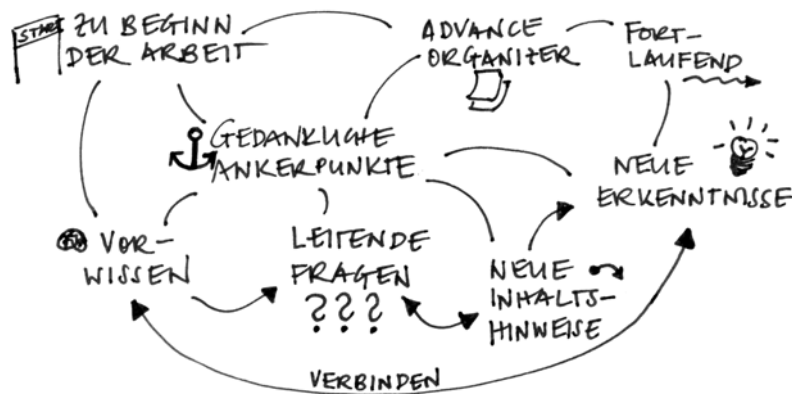 START
ZU BEGINN
DER ARBEIT
ADVANCE
ORGANIZER
FORT-
LAUFEND
GEDANKLICHE
ANKERPUNKTE
NEUE
ERKENNTNISSE
VOR-
WISSEN
LEITENDE
FRAGEN
? ? ?
NEUE
INHALTS-
HINWEISE
VERBINDEN